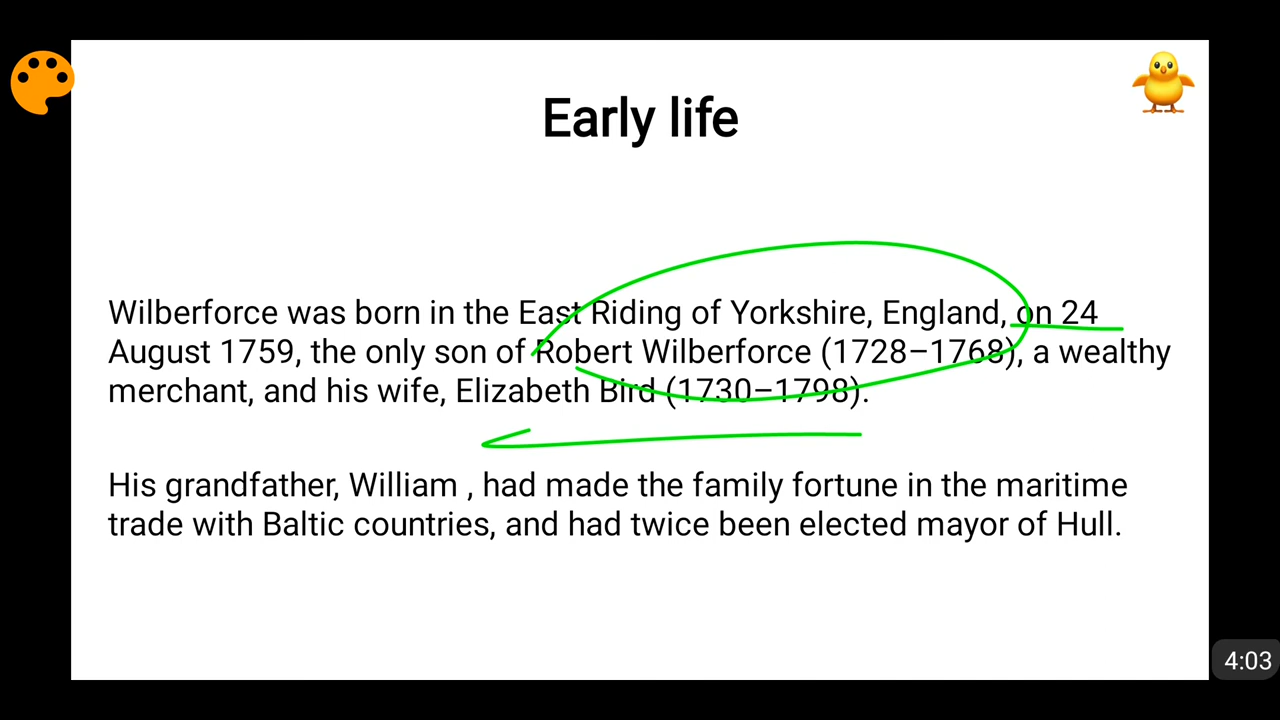 Early life
Wilberforce was born in the East Riding of Yorkshire, England, on 24
August 1759, the only son of Robert Wilberforce (1728–1768), a wealthy
merchant, and his wife, Elizabeth Bird (1730–1798).
His grandfather, William , had made the family fortune in the maritime
trade with Baltic countries, and had twice been elected mayor of Hull.
4:03